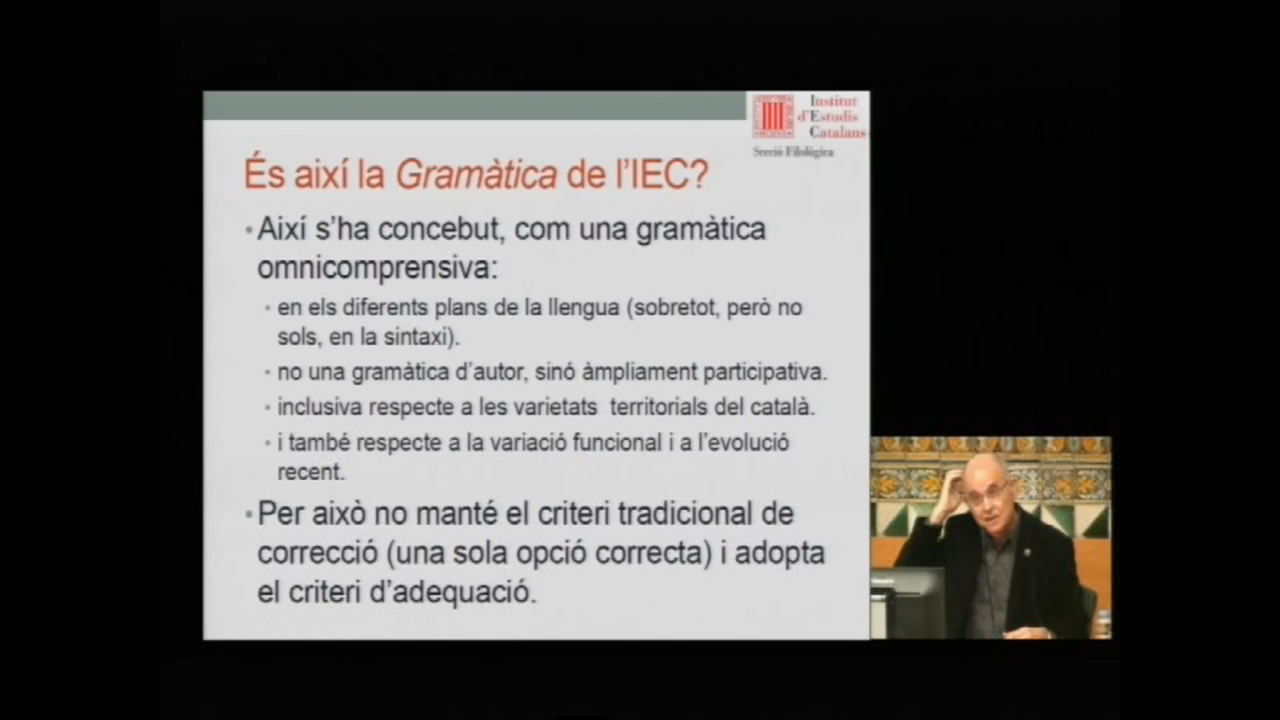 Institut
d'Estudis
Catalans
Secció Filològica
És així la Gramàtica de l'IEC?
•Així s'ha concebut, com una gramàtica
omnicomprensiva:
• en els diferents plans de la llengua (sobretot, però no
sols, en la sintaxi).
• no una gramàtica d'autor, sinó àmpliament participativa.
• inclusiva respecte a les varietats territorials del català.
• i també respecte a la variació funcional i a l'evolució
recent.
•Per això no manté el criteri tradicional de
correcció (una sola opció correcta) i adopta
el criteri d'adequació.